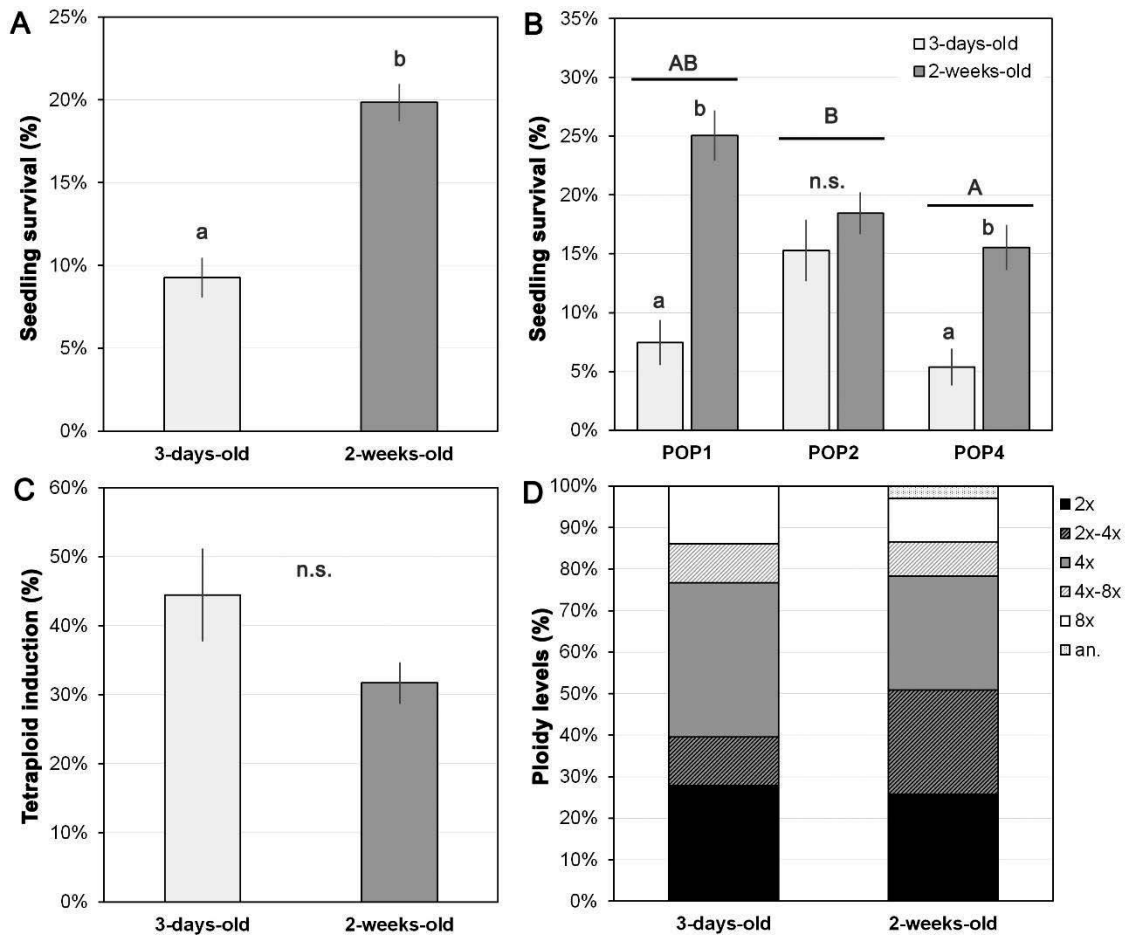 A
Seedling survival (%)
25%
20%
15%
10%
5%
0%
a
b
3-days-old
2-weeks-old
B
Seedling survival (%)
35%
30%
25%
20%
15%
10%
5%
0%
3-days-old
2-weeks-old
AB
B
A
a
b
n.s.
a
b
POP1
POP2
POP4
C
Tetraploid induction (%)
60%
50%
40%
30%
20%
10%
0%
n.s.
3-days-old
2-weeks-old
D
Ploidy levels (%)
100%
90%
80%
70%
60%
50%
40%
30%
20%
10%
0%
3-days-old
2-weeks-old
2x
2x-4x
4x
4x-8x
8x
an.